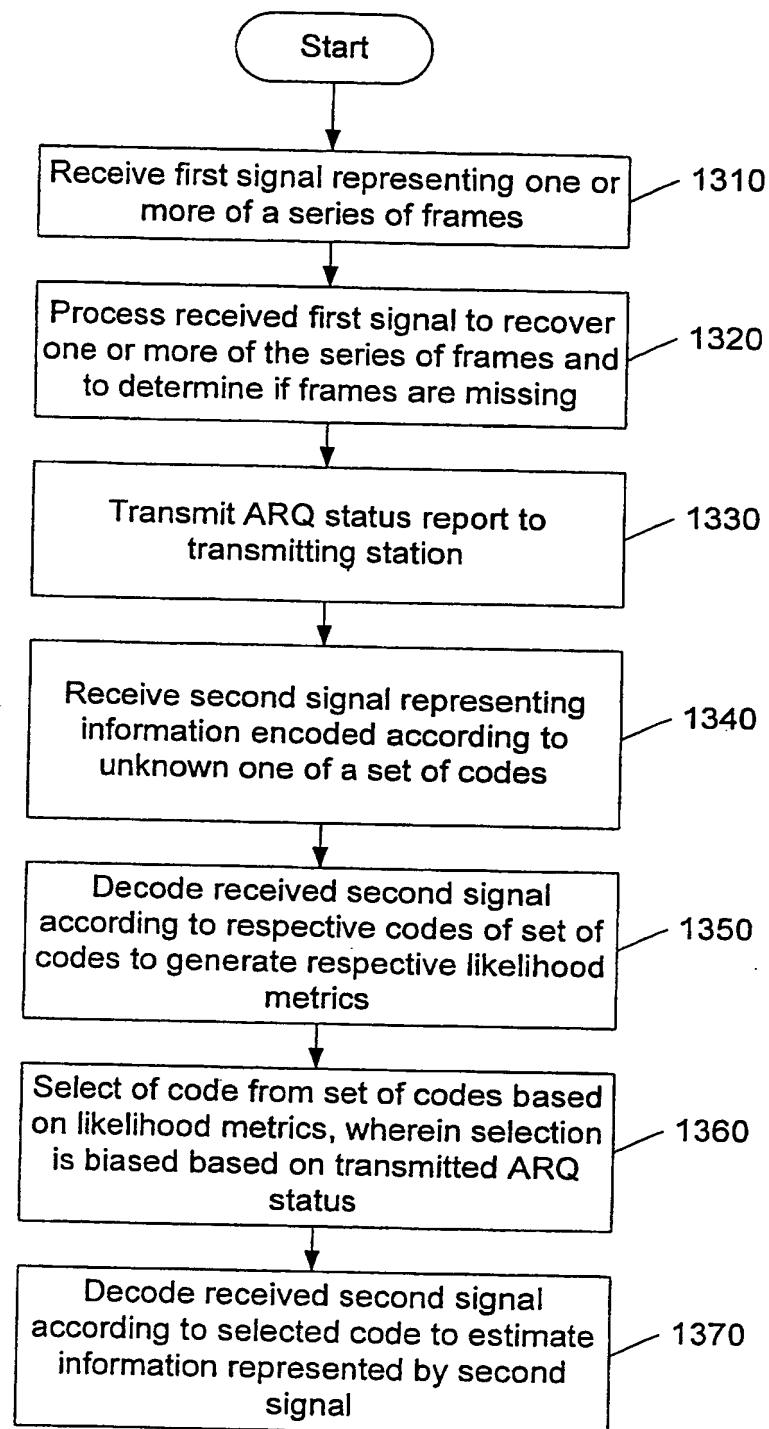 Start
Receive first signal representing one or
more of a series of frames
1310
Process received first signal to recover
one or more of the series of frames and
to determine if frames are missing
1320
Transmit ARQ status report to
transmitting station
1330
Receive second signal representing
information encoded according to
unknown one of a set of codes
1340
Decode received second signal
according to respective codes of set of
codes to generate respective likelihood
metrics
1350
Select of code from set of codes based
on likelihood metrics, wherein selection
is biased based on transmitted ARQ
status
1360
Decode received second signal
according to selected code to estimate
information represented by second
signal
1370